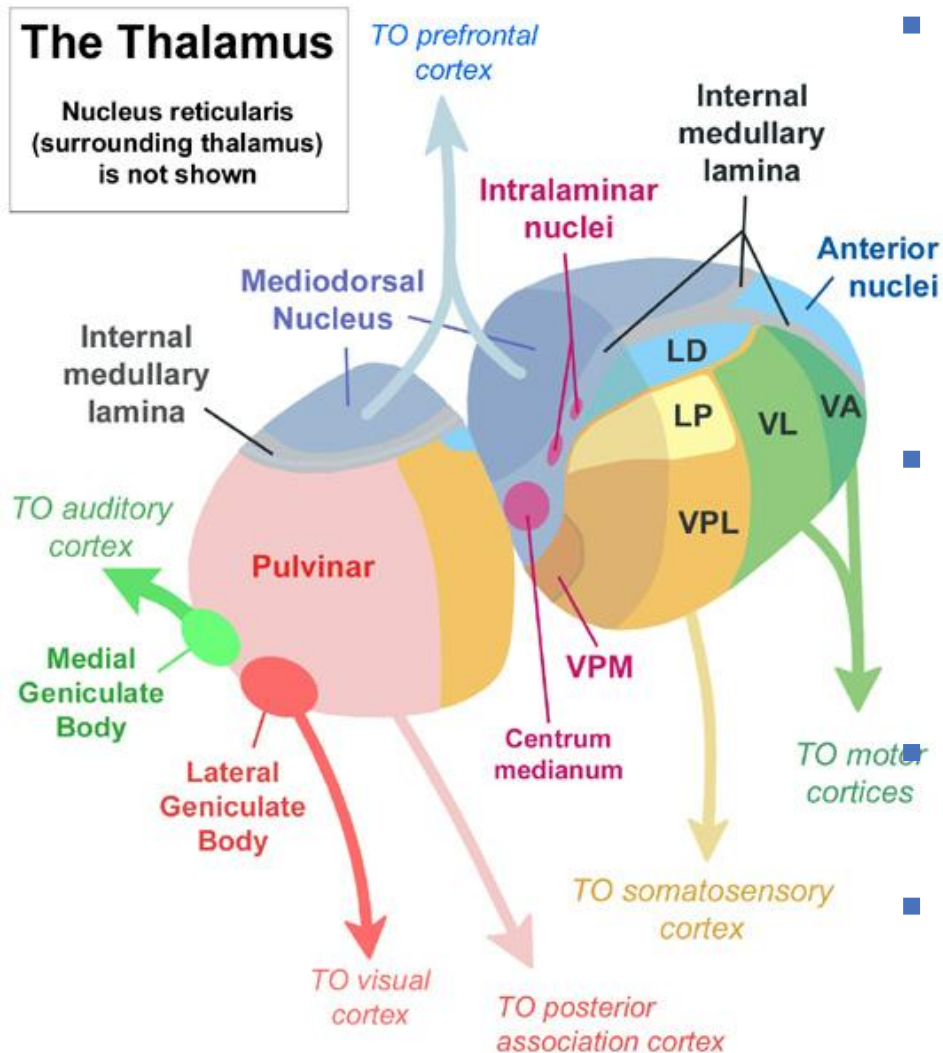 The Thalamus
Nucleus reticularis
(surrounding thalamus)
is not shown
TO prefrontal
cortex
Internal
medullary
lamina
Intralaminar
nuclei
Anterior
nuclei
Mediodorsal
Nucleus
Internal
medullary
lamina
LD
LP
VL
VA
VPL
TO auditory
cortex
Pulvinar
Medial
Geniculate
Body
VPM
Centrum
medianum
Lateral
Geniculate
Body
TO motor
cortices
TO somatosensory
cortex
TO visual
cortex
TO posterior
association cortex